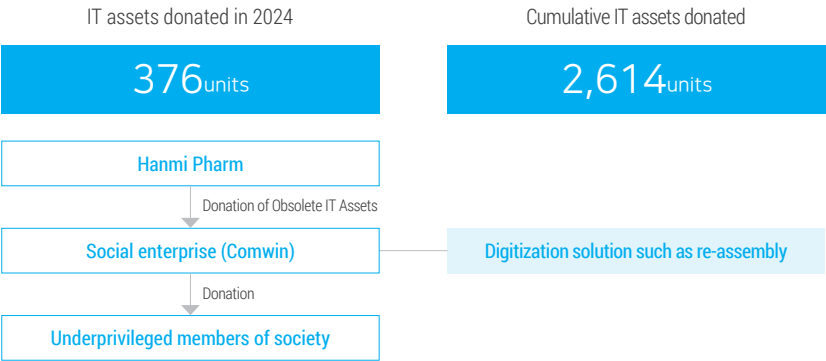 IT assets donated in 2024
Cumulative IT assets donated
376units
2,614units
Hanmi Pharm
Donation of Obsolete IT Assets
Social enterprise (Comwin)
Digitization solution such as re-assembly
Donation
Underprivileged members of society